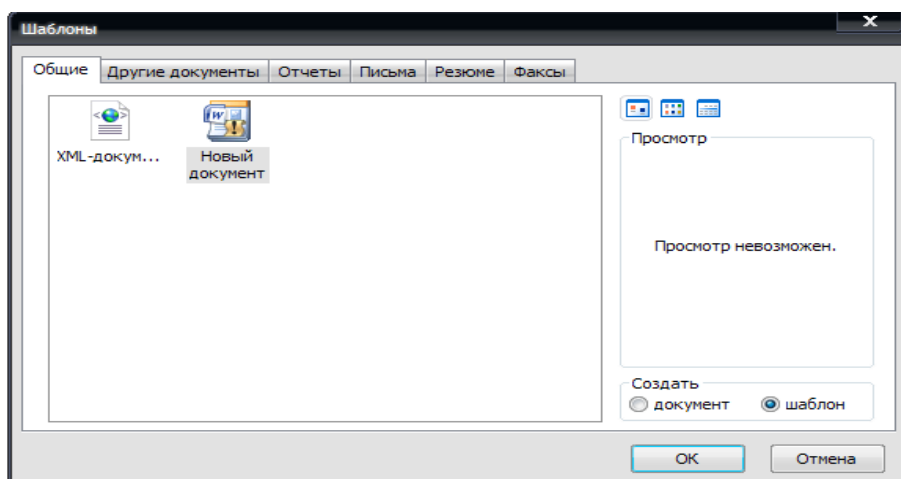 Шаблоны
Общие Другие документы Отчеты Письма Резюме Факсы
XML-докум...
Новый
документ
Просмотр
Просмотр невозможен.
Создать
документ шаблон
ОК Отмена